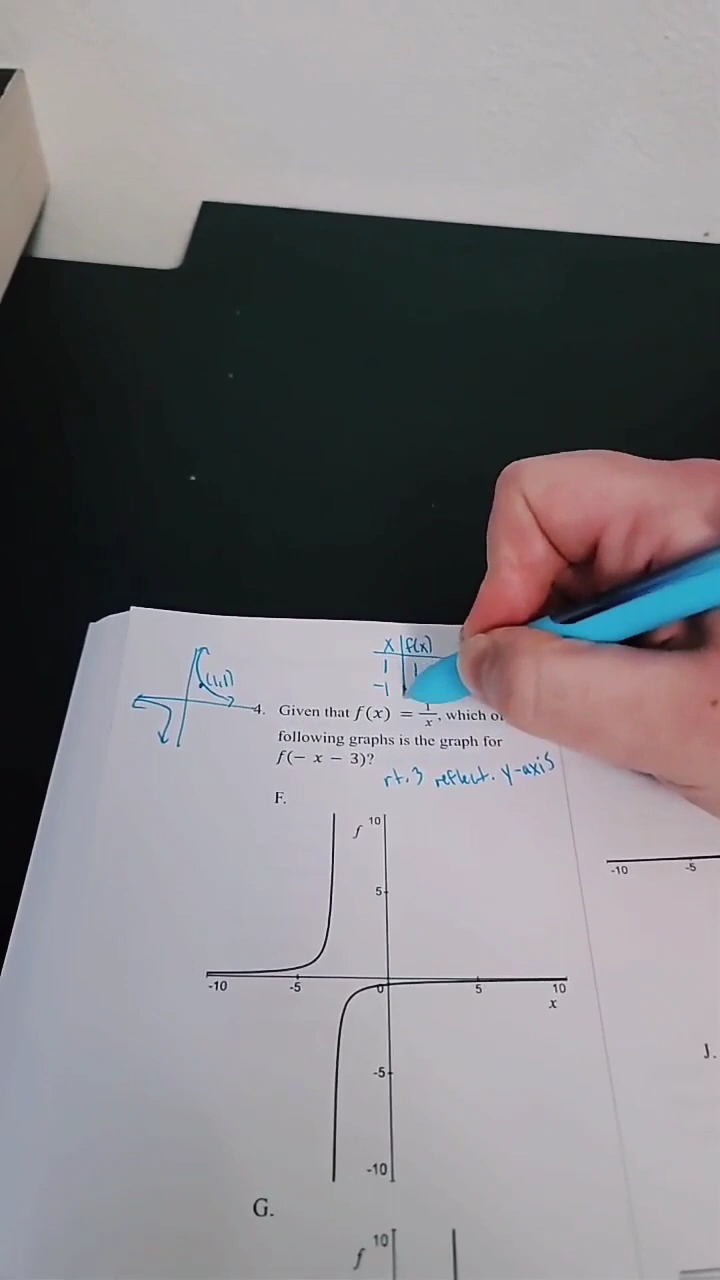 x f(x)
1 1
-1
(1,1)
4. Given that f(x) = 1/x, which
following graphs is the graph for
f(− x − 3)?
rt. 3 reflect. y-axis
F.
f 10
5
-10 -5 0 5 10
x
-5
-10
-10 -5
J.
G.
f 10